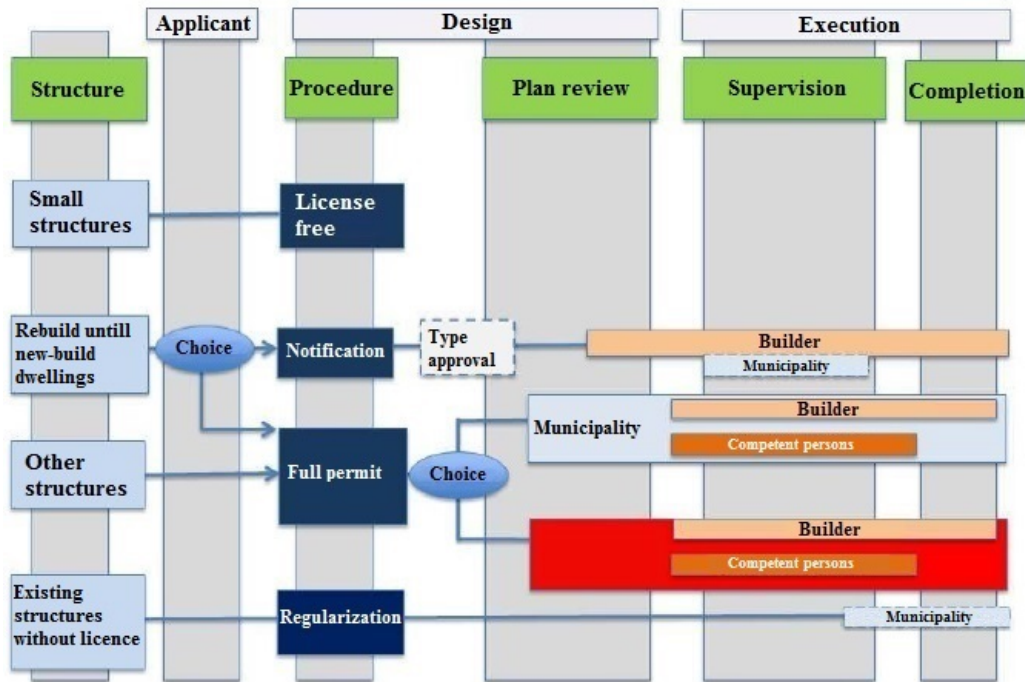 Applicant
Design
Execution
Structure
Procedure
Plan review
Supervision
Completion
Small
structures
License
free
Rebuild untill
new-build
dwellings
Choice
Notification
Type
approval
Builder
Municipality
Other
structures
Full permit
Choice
Municipality
Builder
Competent persons
Builder
Competent persons
Existing
structures
without licence
Regularization
Municipality